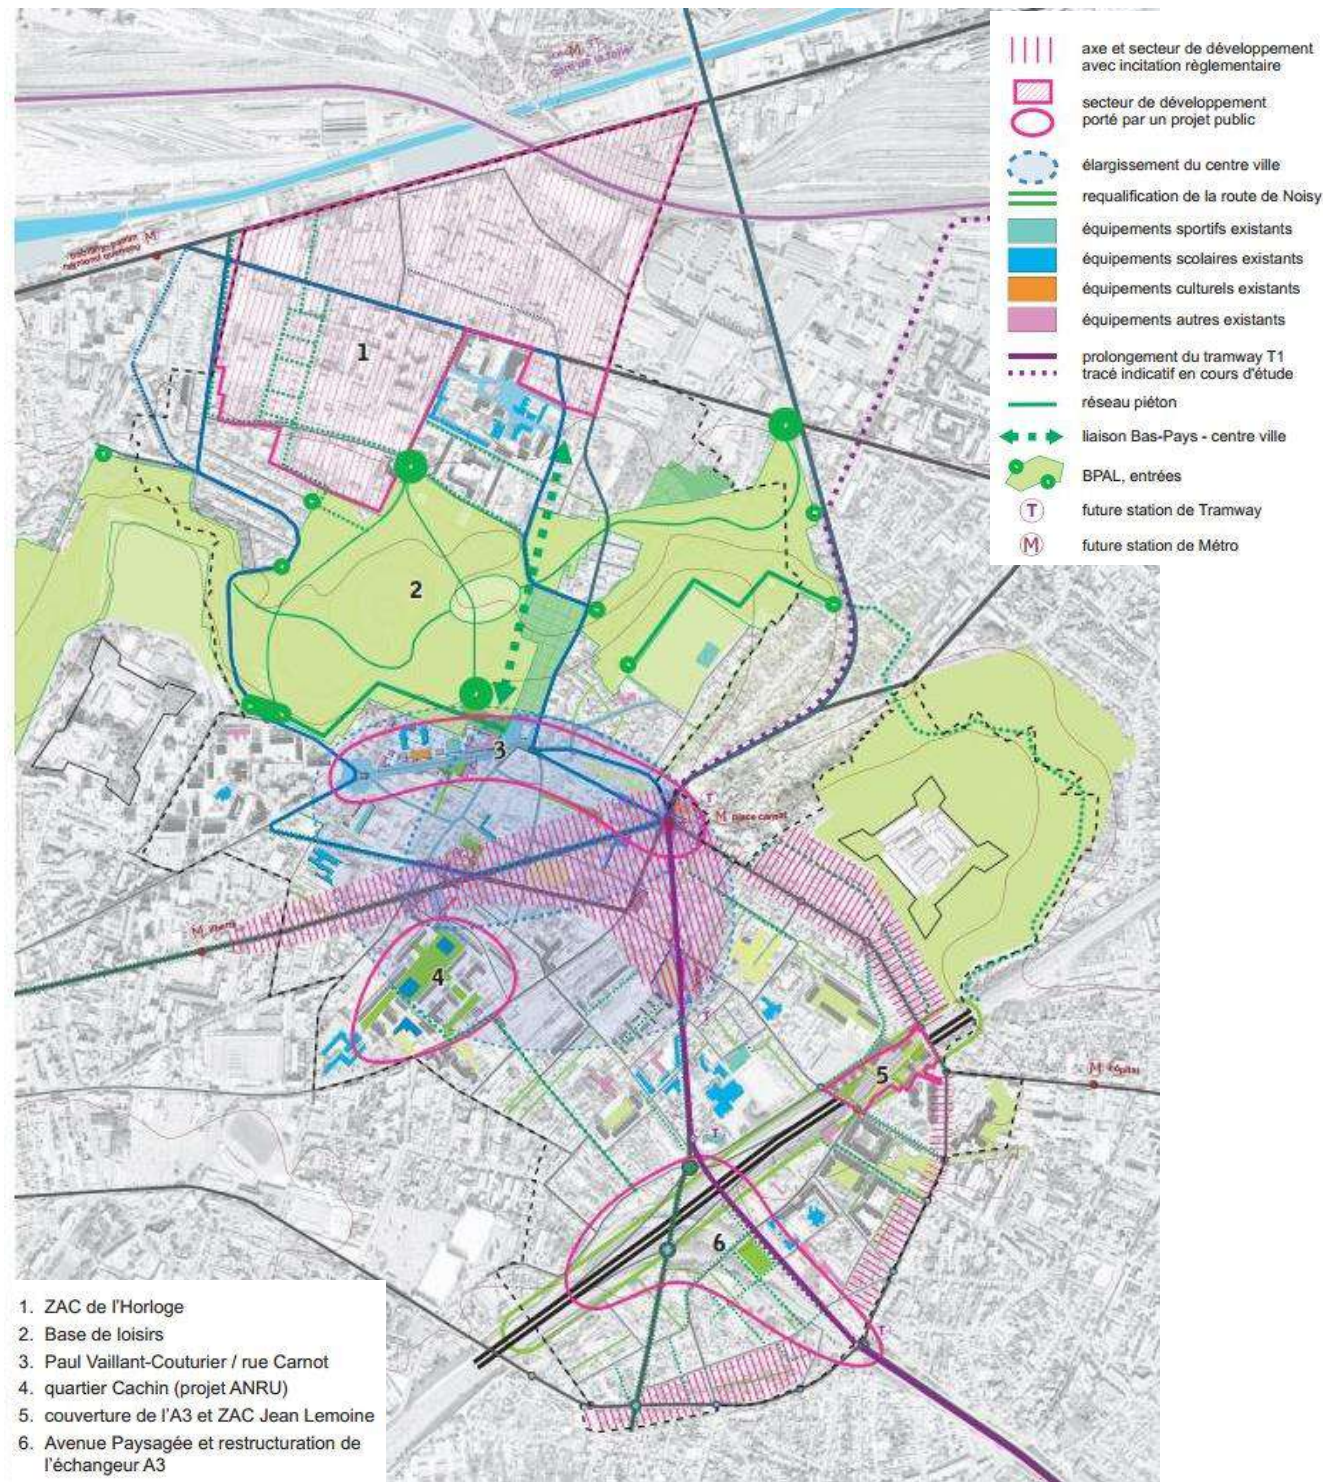 axe et secteur de développement
avec incitation règlementaire
secteur de développement
porté par un projet public
élargissement du centre ville
requalification de la route de Noisy
équipements sportifs existants
équipements scolaires existants
équipements culturels existants
équipements autres existants
prolongement du tramway T1
tracé indicatif en cours d'étude
réseau piéton
liaison Bas-Pays - centre ville
BPAL, entrées
T future station de Tramway
M future station de Métro
M T
M
1
2
3
T
M place carnot
M
4
T
5
M hôpital
T
6
T
1. ZAC de l'Horloge
2. Base de loisirs
3. Paul Vaillant-Couturier / rue Carnot
4. quartier Cachin (projet ANRU)
5. couverture de l'A3 et ZAC Jean Lemoine
6. Avenue Paysagée et restructuration de
l'échangeur A3